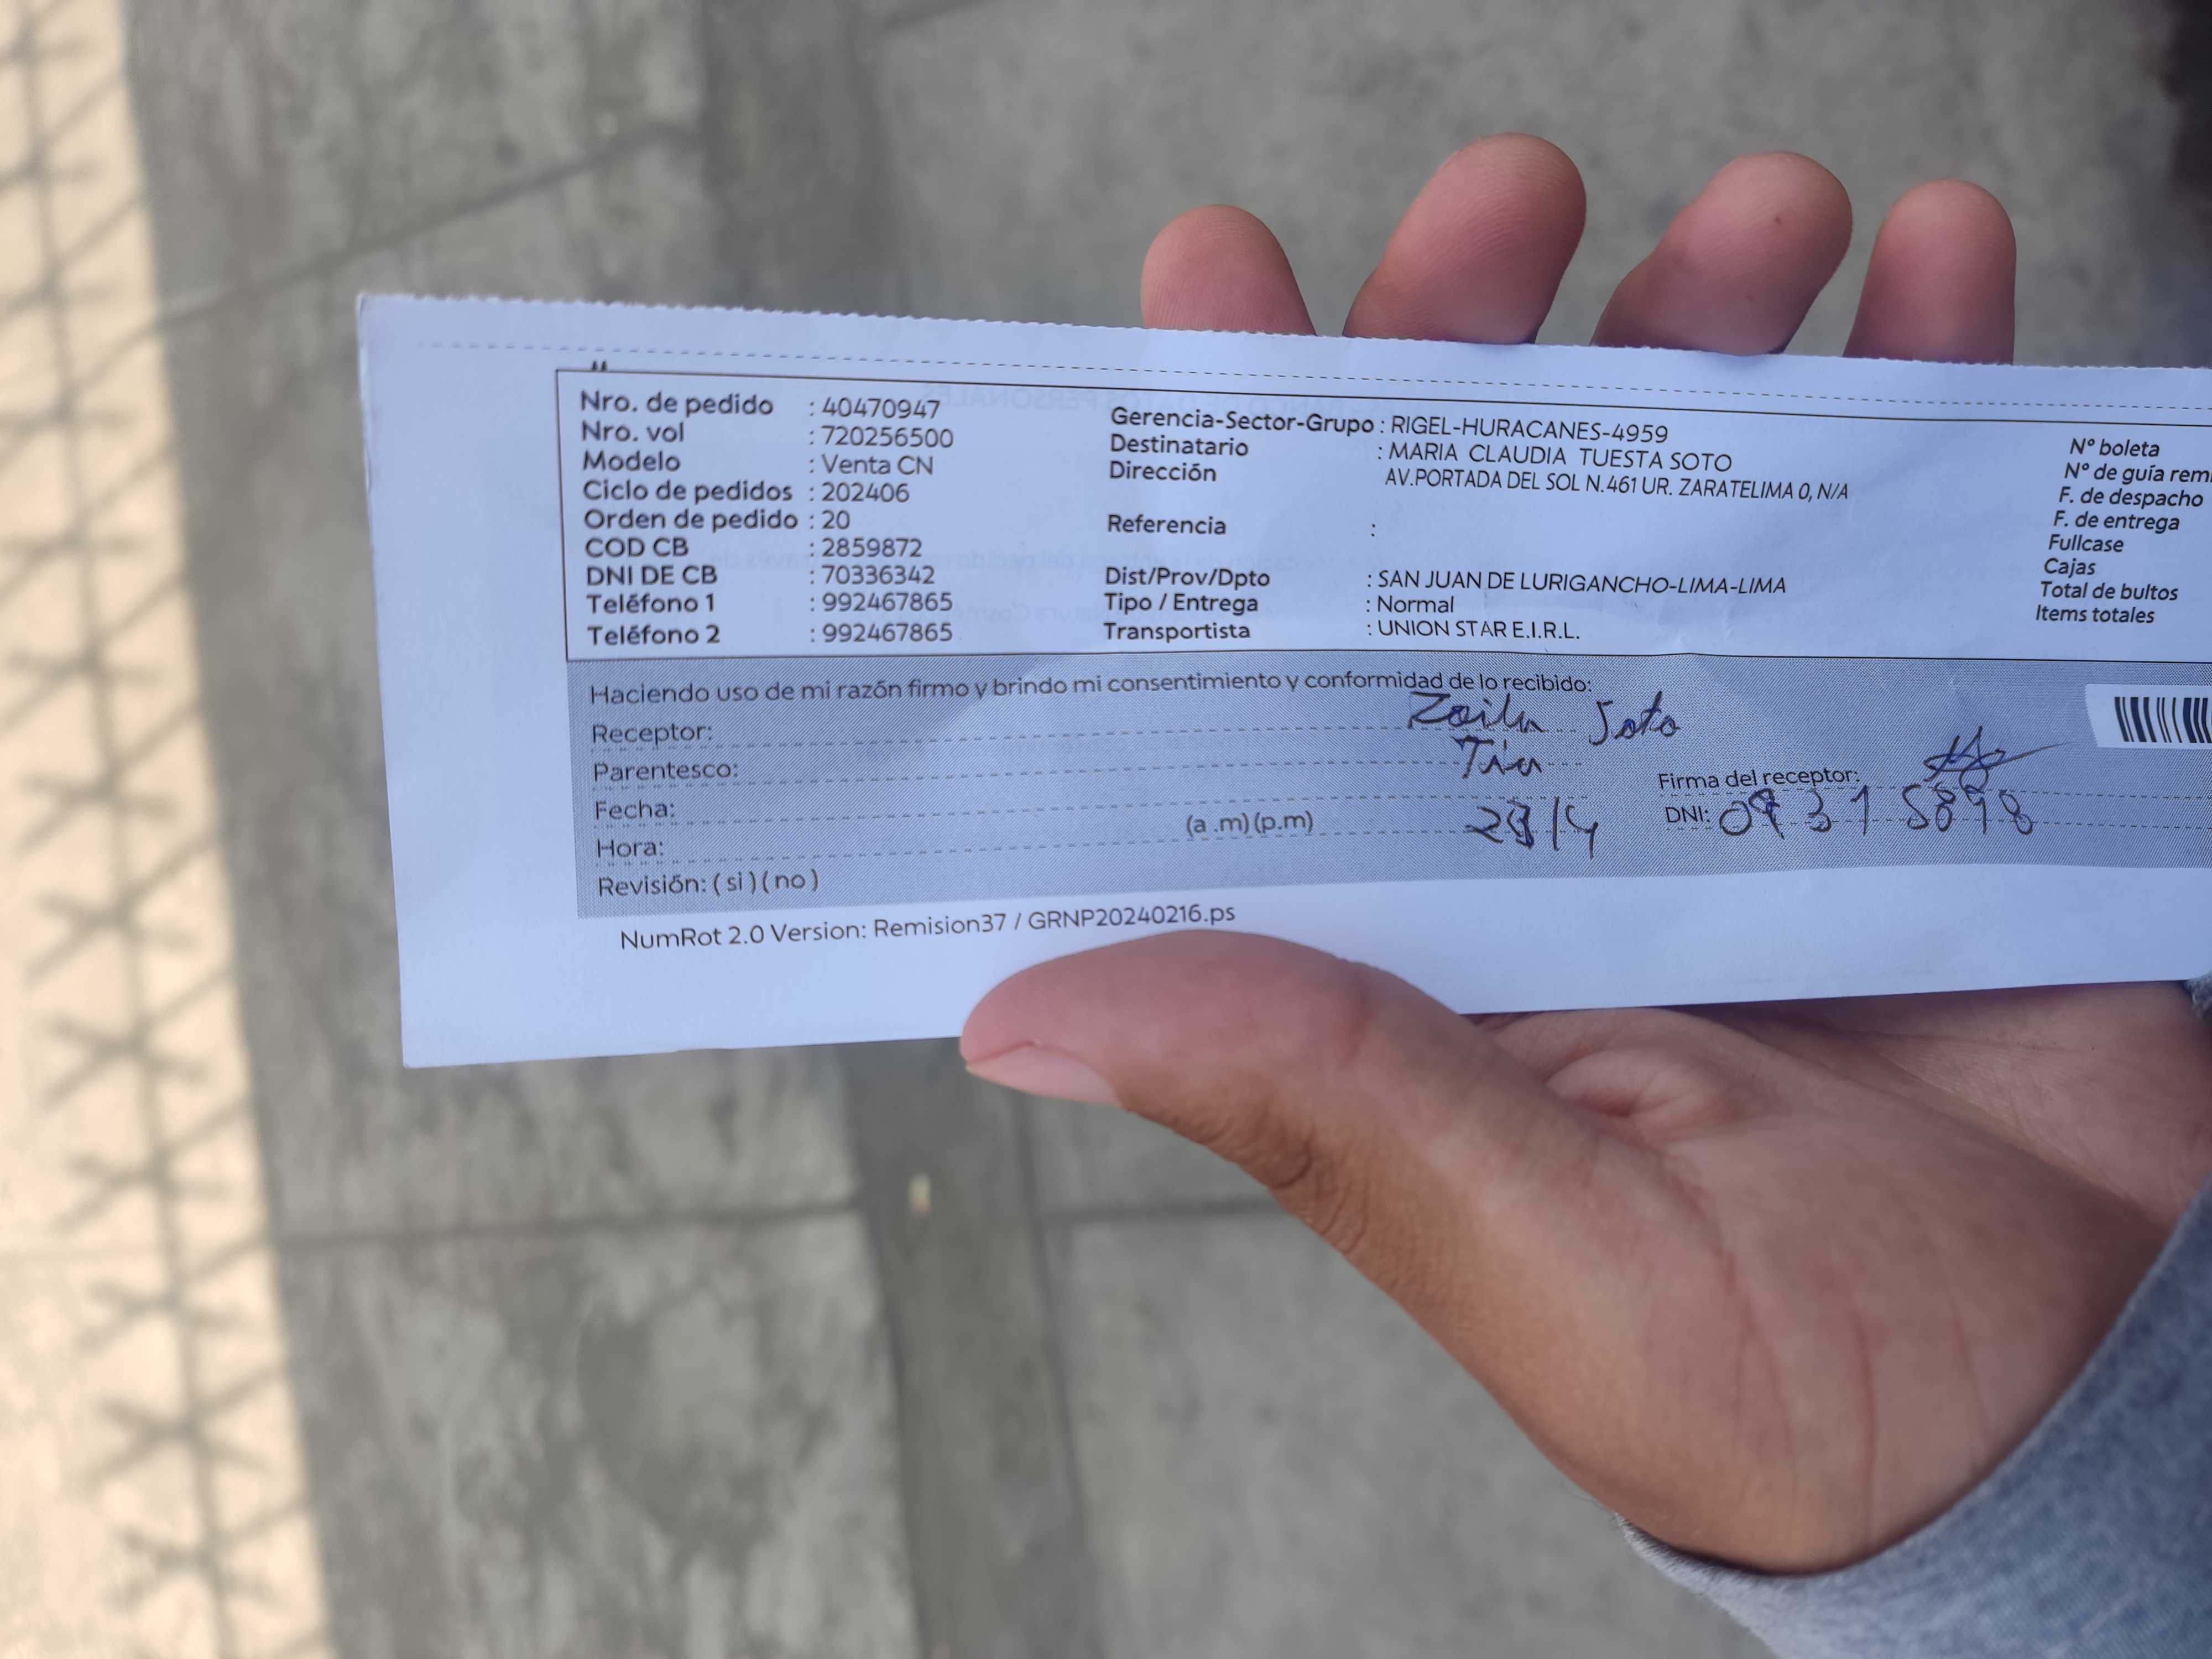 Nro. de pedido : 40470947
Nro. vol : 720256500
Modelo : Venta CN
Ciclo de pedidos : 202406
Orden de pedido : 20
COD CB : 2859872
DNI DE CB : 70336342
Teléfono 1 : 992467865
Teléfono 2 : 992467865
Gerencia-Sector-Grupo : RIGEL-HURACANES-4959
Destinatario : MARIA CLAUDIA TUESTA SOTO
Dirección AV.PORTADA DEL SOL N.461 UR. ZARATELIMA 0, N/A
Referencia :
Dist/Prov/Dpto : SAN JUAN DE LURIGANCHO-LIMA-LIMA
Tipo / Entrega : Normal
Transportista : UNION STAR E.I.R.L.
Nº boleta
Nº de guía
F. de despacho
F. de entrega
Fullcase
Cajas
Total de bultos
Items totales
Haciendo uso de mi razón firmo y brindo mi consentimiento y conformidad de lo recibido:
Receptor: Zoila Soto
Parentesco: Tia
Firma del receptor:
Fecha:
DNI:
Hora: (a .m) (p.m)
Revisión: ( si ) ( no )
NumRot 2.0 Version: Remision37 / GRNP20240216.ps